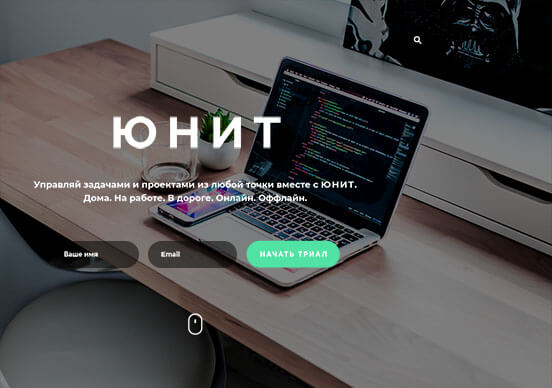 ЮНИТ
Управляй задачами и проектами из любой точки вместе с ЮНИТ.
Дома. На работе. В дороге. Онлайн. Оффлайн.
Ваше имя
Email
НАЧАТЬ ТРИАЛ